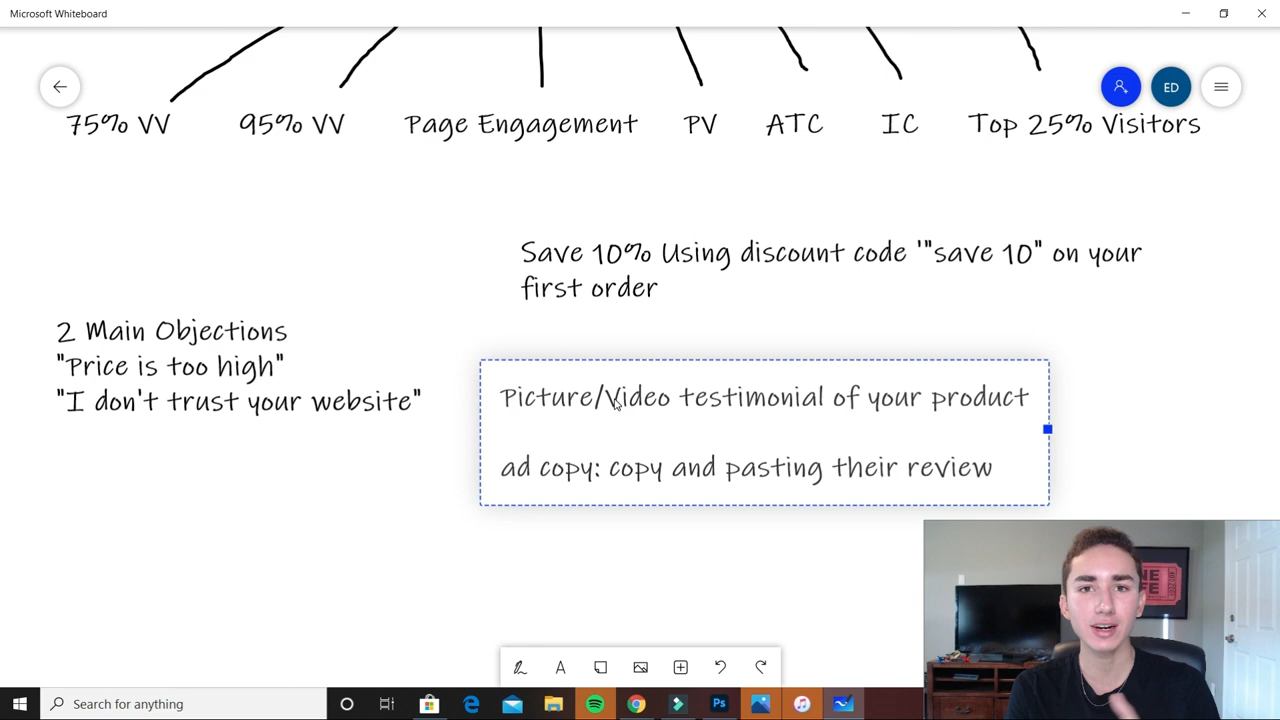 Microsoft Whiteboard
ED
75% VV 95% VV Page Engagement PV ATC IC Top 25% Visitors
Save 10% Using discount code '"save 10" on your
first order
2 Main Objections
"Price is too high"
"I don't trust your website"
Picture/Video testimonial of your product
ad copy: copy and pasting their review
Search for anything